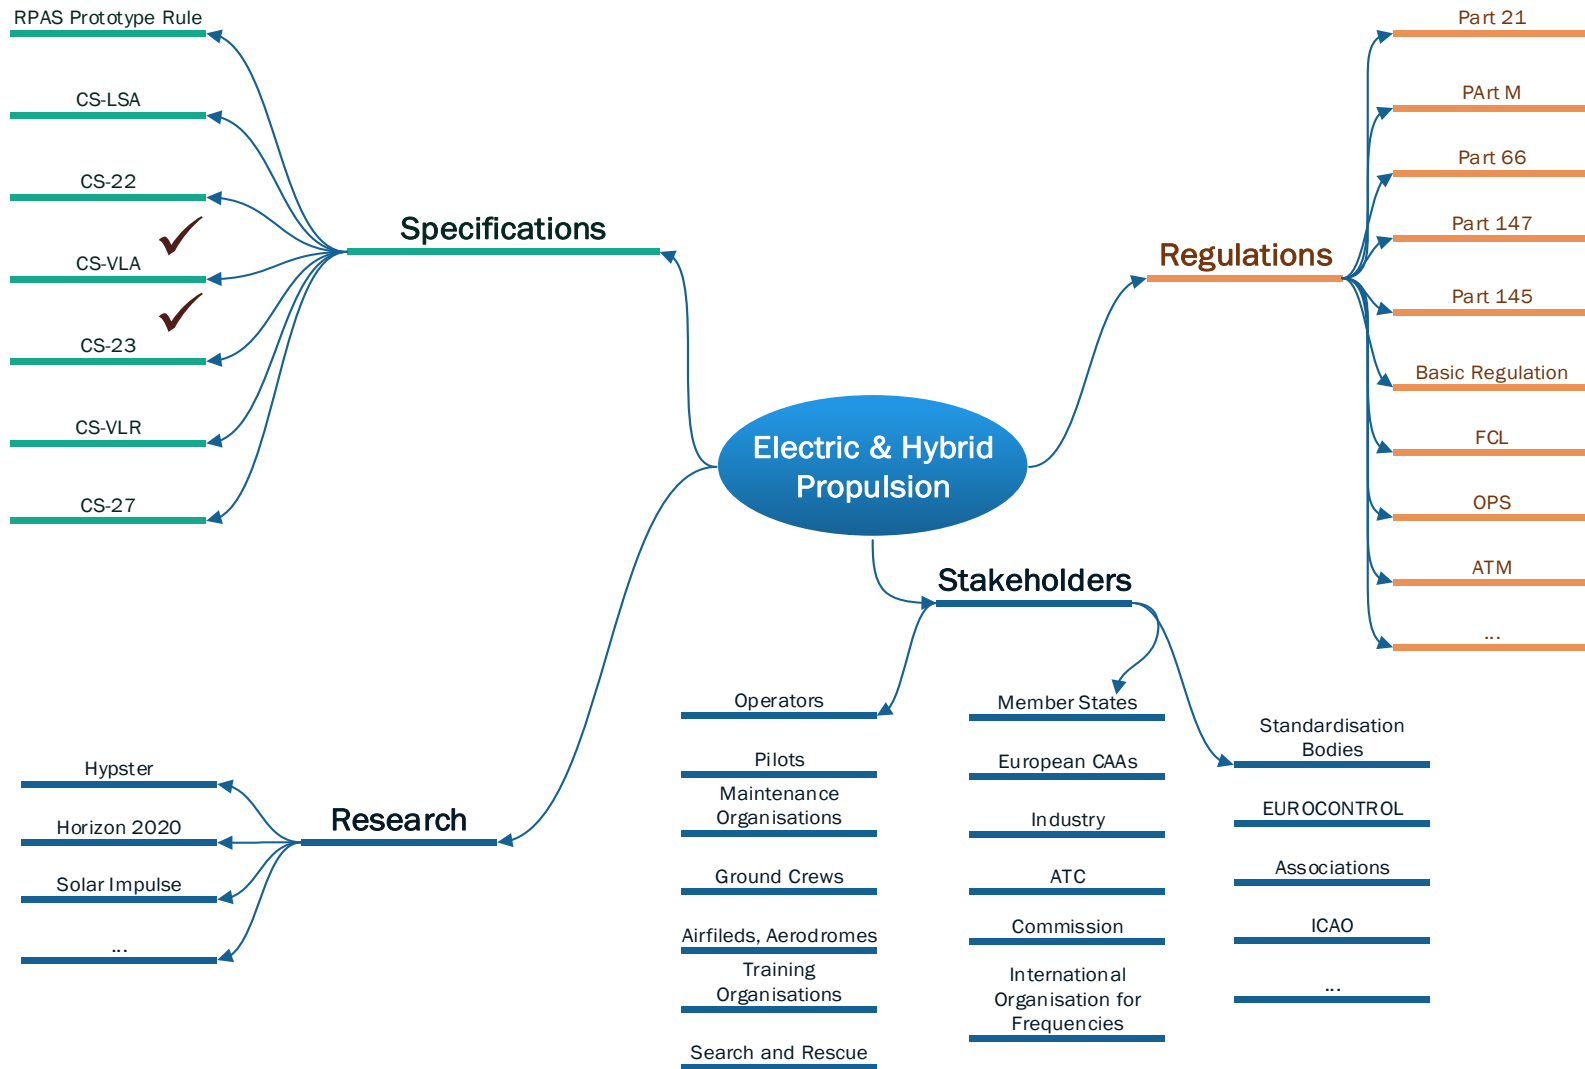 RPAS Prototype Rule
CS-LSA
CS-22
CS-VLA
CS-23
CS-VLR
CS-27
Specifications
Regulations
Part 21
PArt M
Part 66
Part 147
Part 145
Basic Regulation
FCL
OPS
ATM
...
Electric & Hybrid
Propulsion
Stakeholders
Operators
Pilots
Maintenance
Organisations
Ground Crews
Airfileds, Aerodromes
Training
Organisations
Search and Rescue
Member States
European CAAs
Industry
ATC
Commission
International
Organisation for
Frequencies
Standardisation
Bodies
EUROCONTROL
Associations
ICAO
...
Research
Hypster
Horizon 2020
Solar Impulse
...